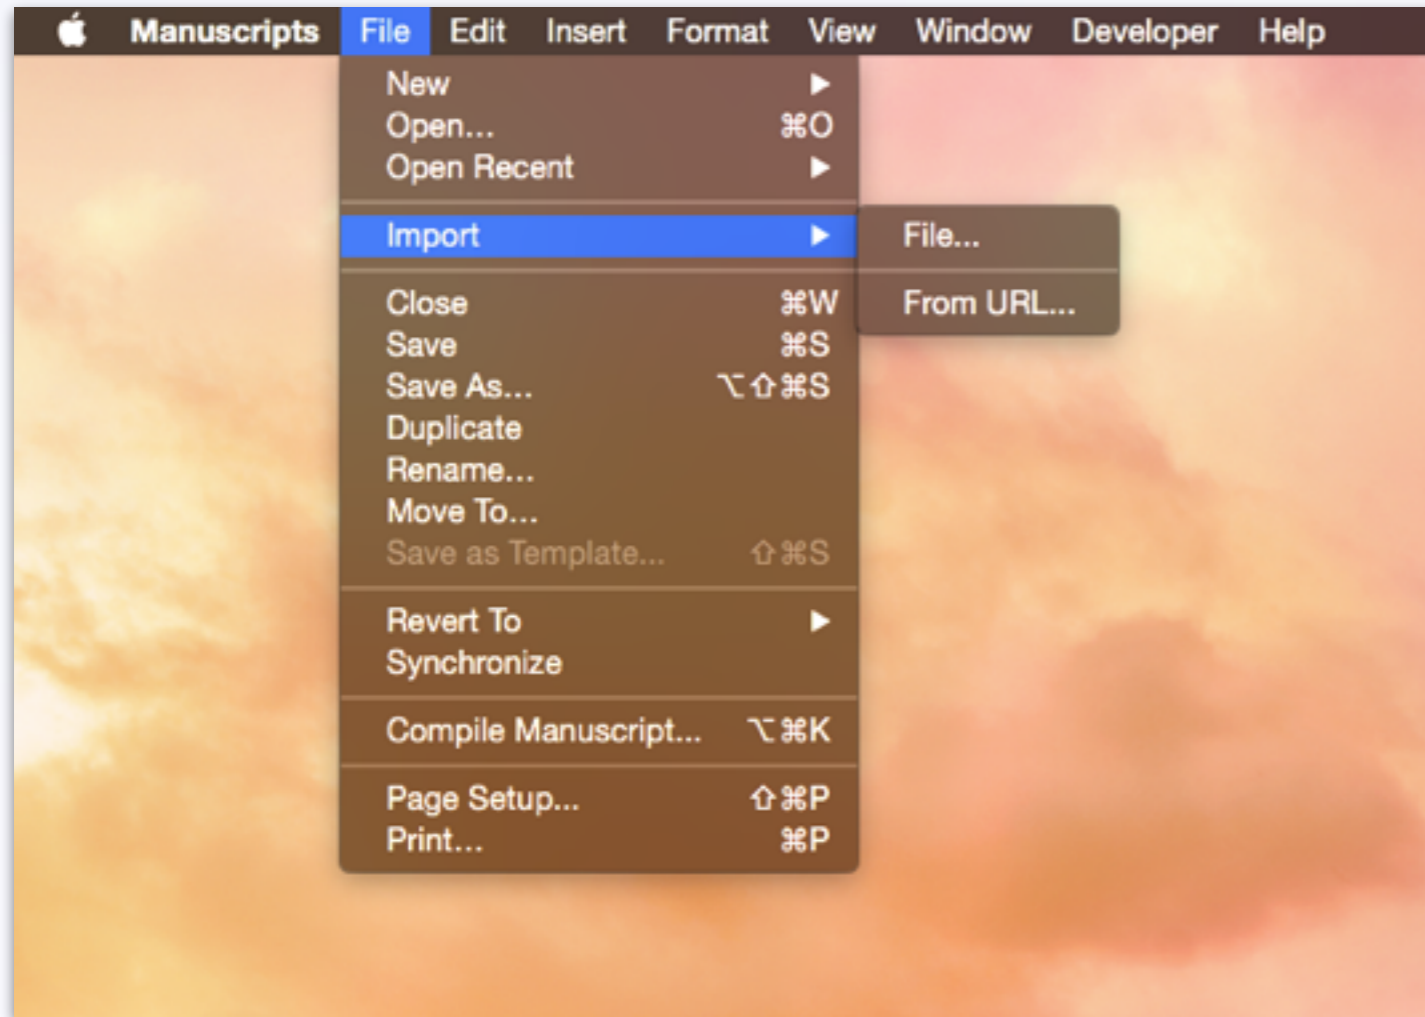 Manuscripts File Edit Insert Format View Window Developer Help
New ▶
Open... ⌘O
Open Recent ▶
Import ▶
File...
From URL...
Close ⌘W
Save ⌘S
Save As... ⌥⇧⌘S
Duplicate
Rename...
Move To...
Save as Template... ⇧⌘S
Revert To ▶
Synchronize
Compile Manuscript... ⌥⌘K
Page Setup... ⇧⌘P
Print... ⌘P